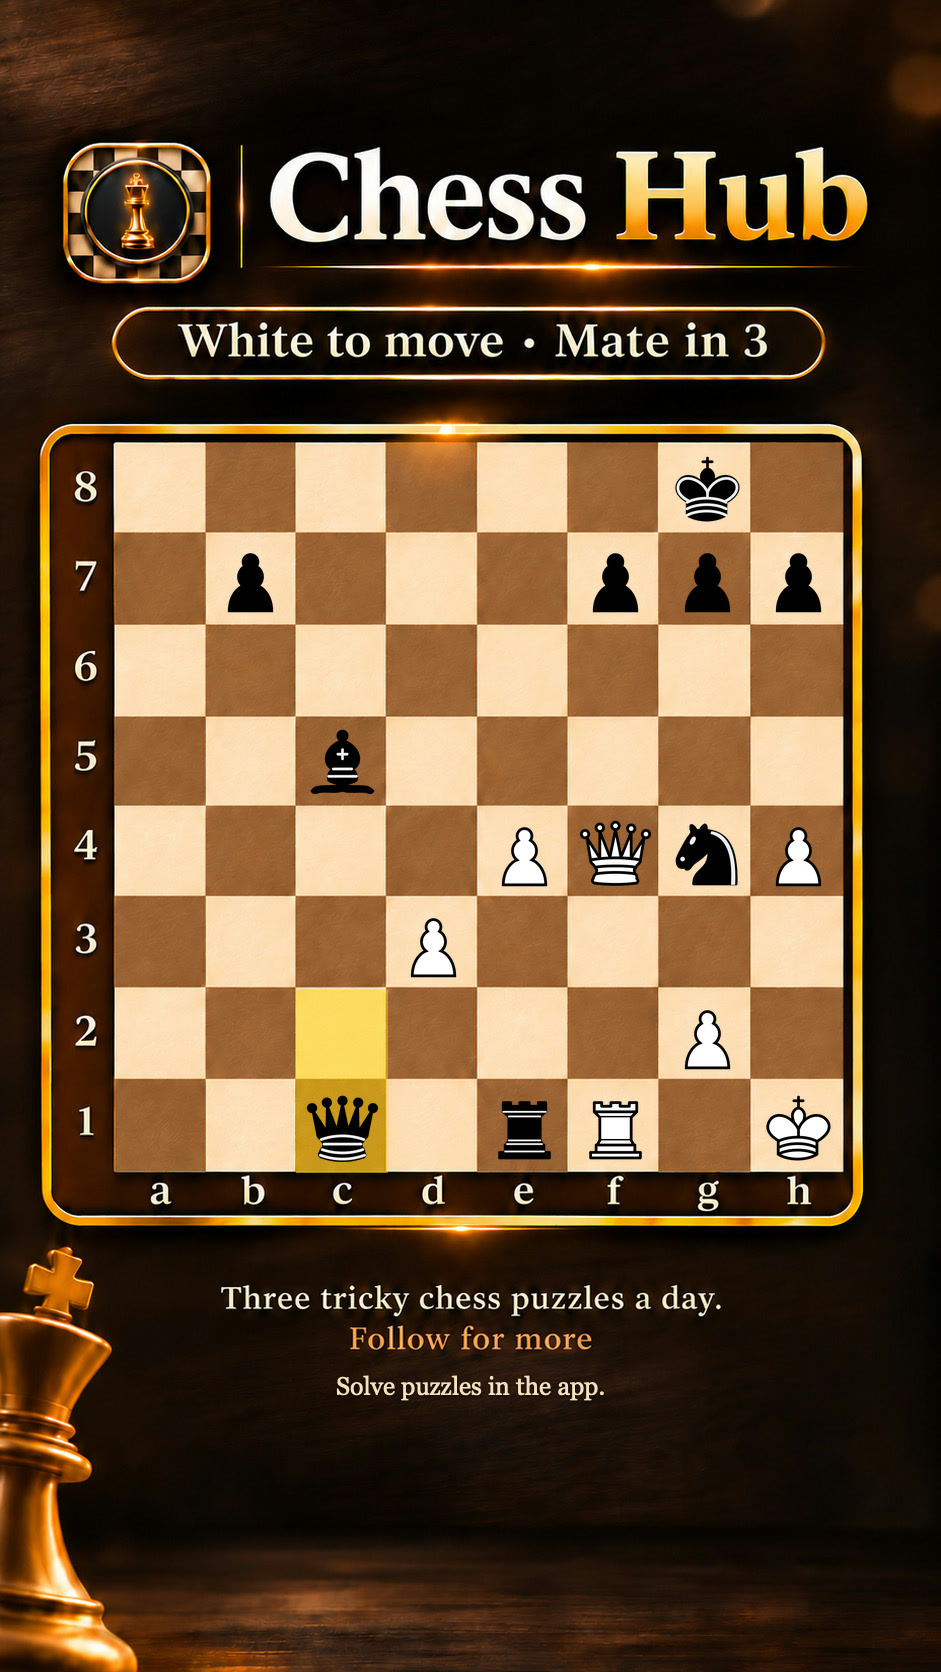 Chess Hub
White to move • Mate in 3
8
7
6
5
4
3
2
1
a b c d e f g h
Three tricky chess puzzles a day.
Follow for more
Solve puzzles in the app.